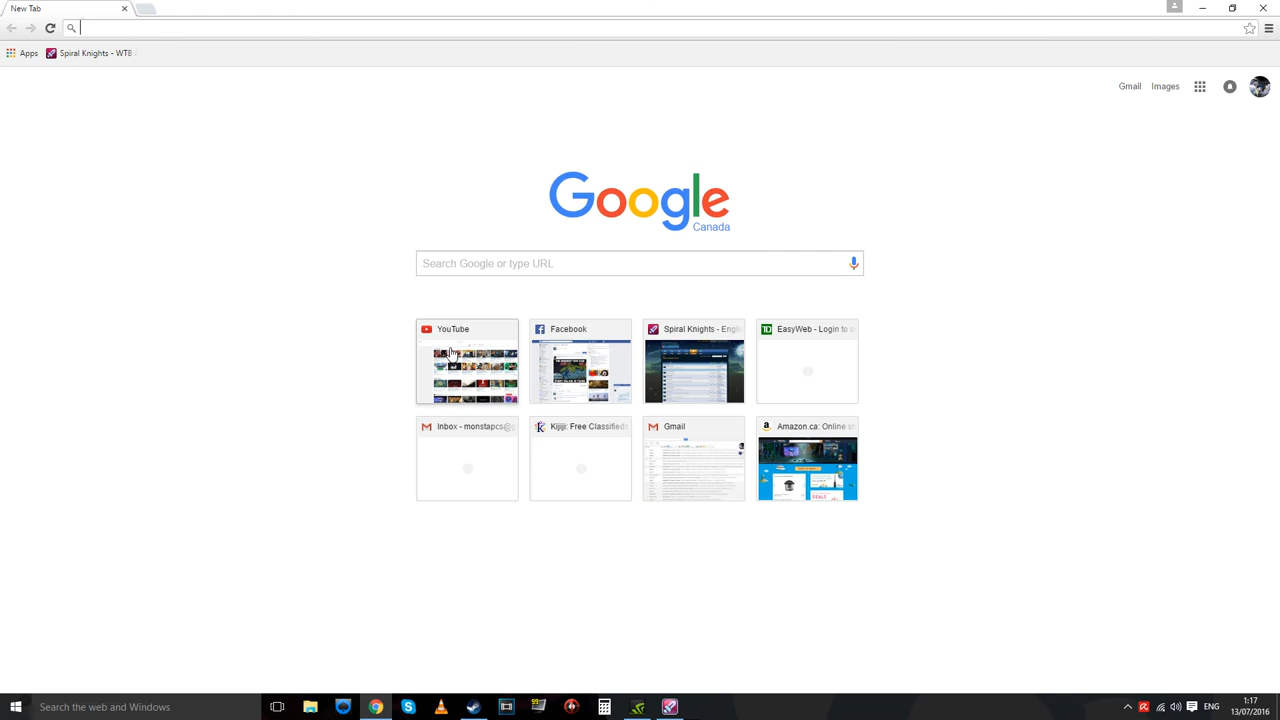 New Tab
Apps
Spiral Knights - WTB
Gmail
Images
Google
Canada
Search Google or type URL
YouTube
Facebook
Spiral Knights - Engli
EasyWeb - Login to
Inbox - monstapcs@g
Kijiji: Free Classifieds
Gmail
Amazon.ca: Online s
Search the web and Windows
ENG
1:17
13/07/2016